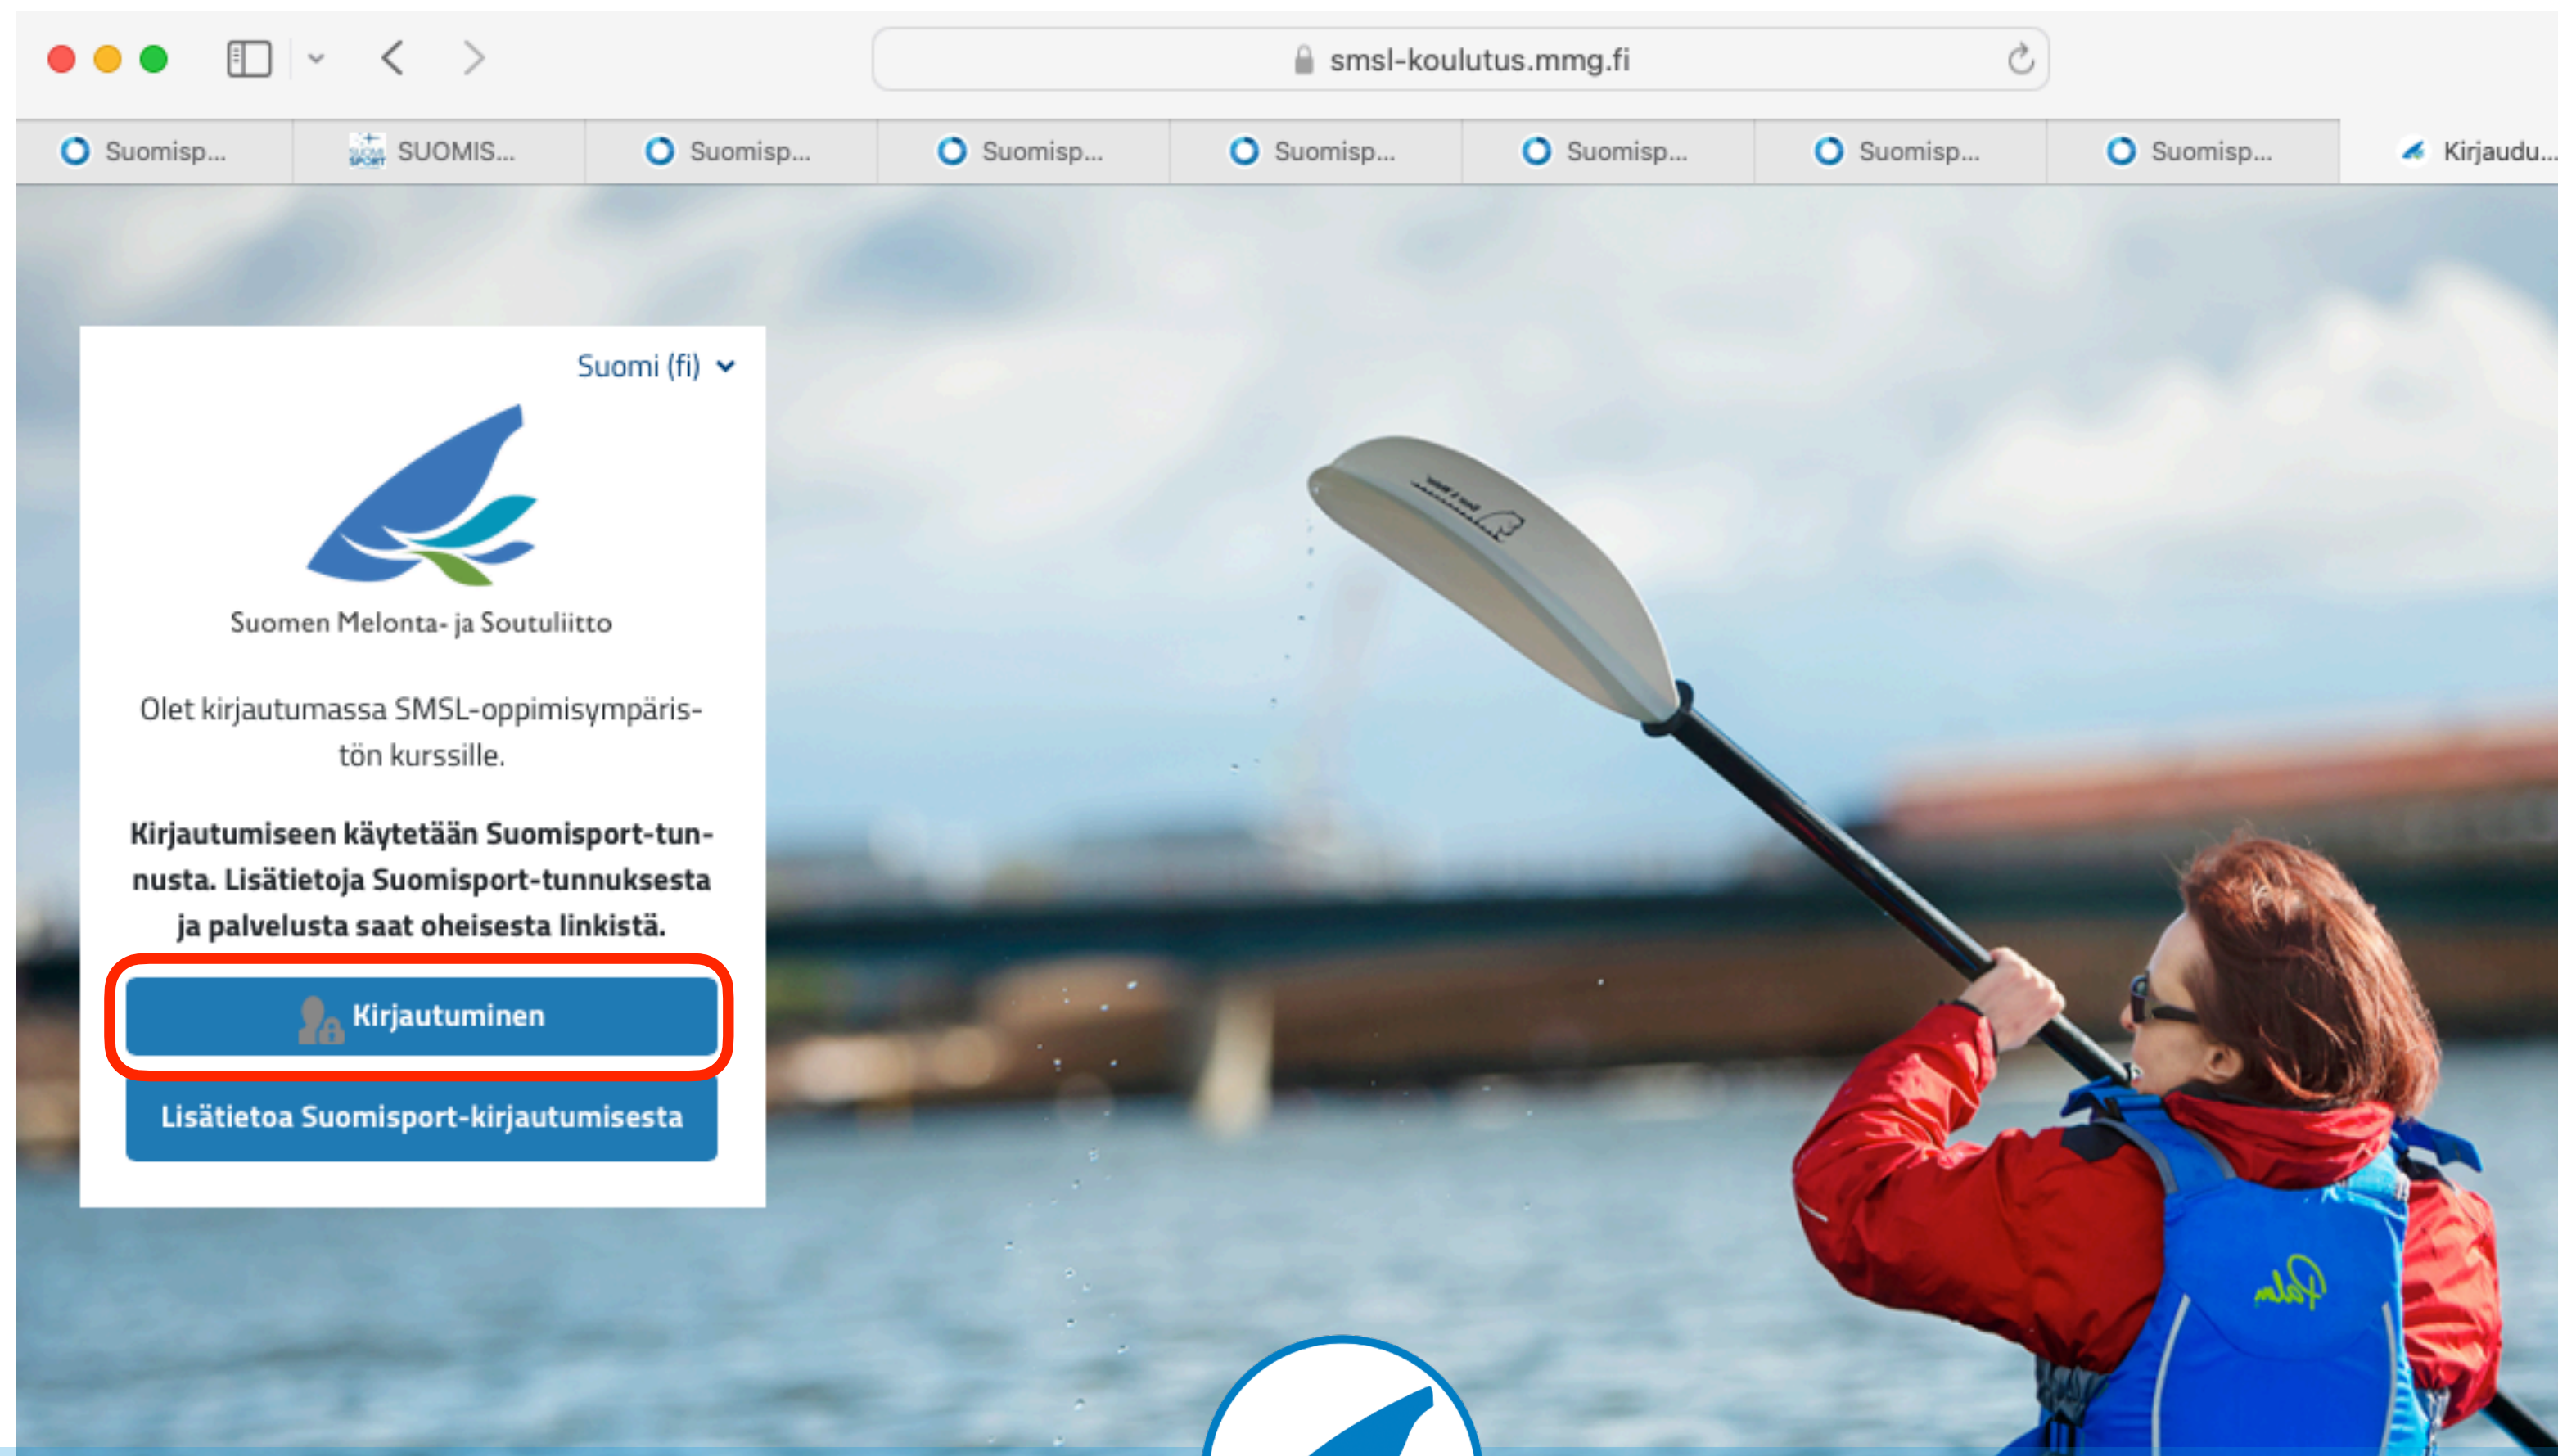 smsl-koulutus.mmg.fi
Suomisp...
SUOMIS...
Suomisp...
Suomisp...
Suomisp...
Suomisp...
Suomisp...
Suomisp...
Kirjaudu...
Suomi (fi)
Suomen Melonta- ja Soutuliitto
Olet kirjautumassa SMSL-oppimisympäris-
tön kurssille.
Kirjautumiseen käytetään Suomisport-tun-
nusta. Lisätietoja Suomisport-tunnuksesta
ja palvelusta saat oheisesta linkistä.
Kirjautuminen
Lisätietoa Suomisport-kirjautumisesta
Palm